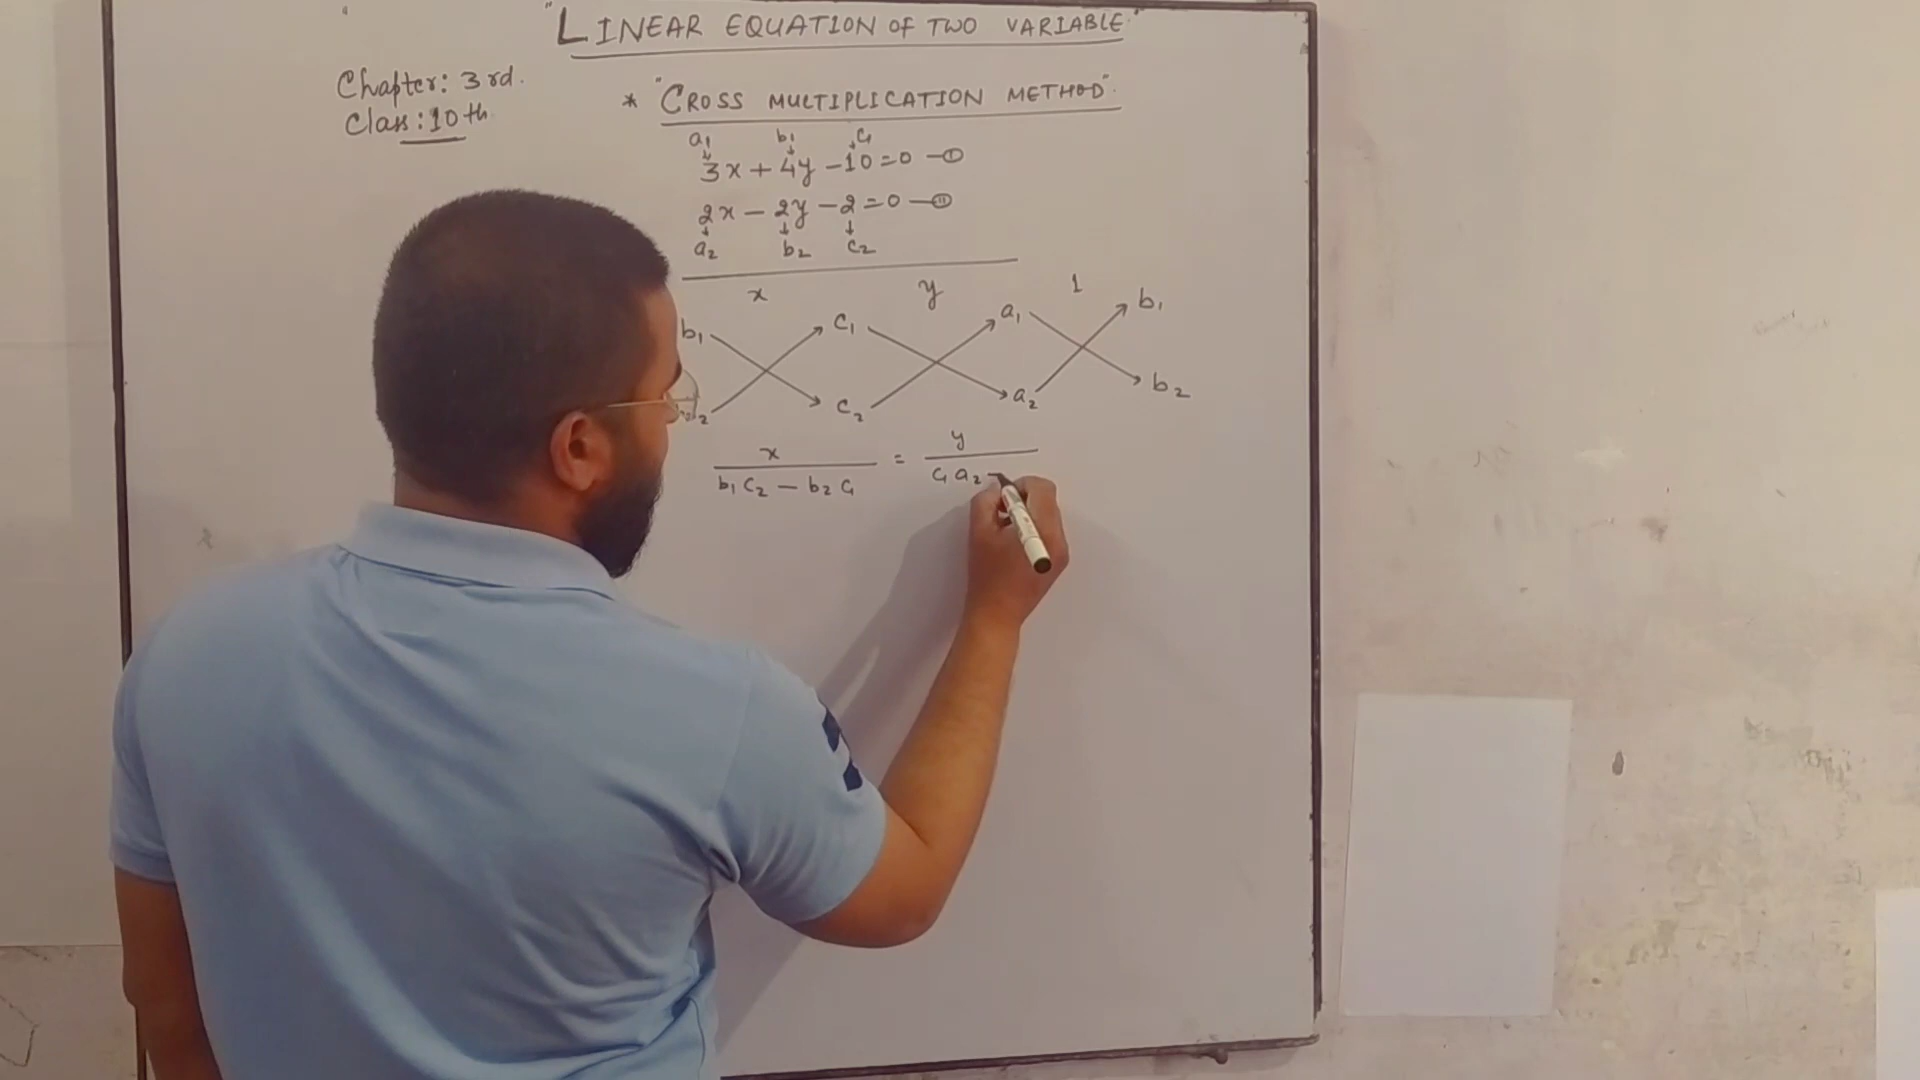 "LINEAR EQUATION OF TWO VARIABLE"
Chapter: 3rd.
Class: 10th
* "CROSS MULTIPLICATION METHOD".
a₁ b₁ c₁
3x + 4y - 10 = 0 — ①
2x - 2y - 2 = 0 — ⑪
a₂ b₂ c₂
x y 1
b₁ c₁ a₁ b₁
₂ c₂ a₂ b₂
x = y
b₁c₂ - b₂c₁ c₁a₂ -